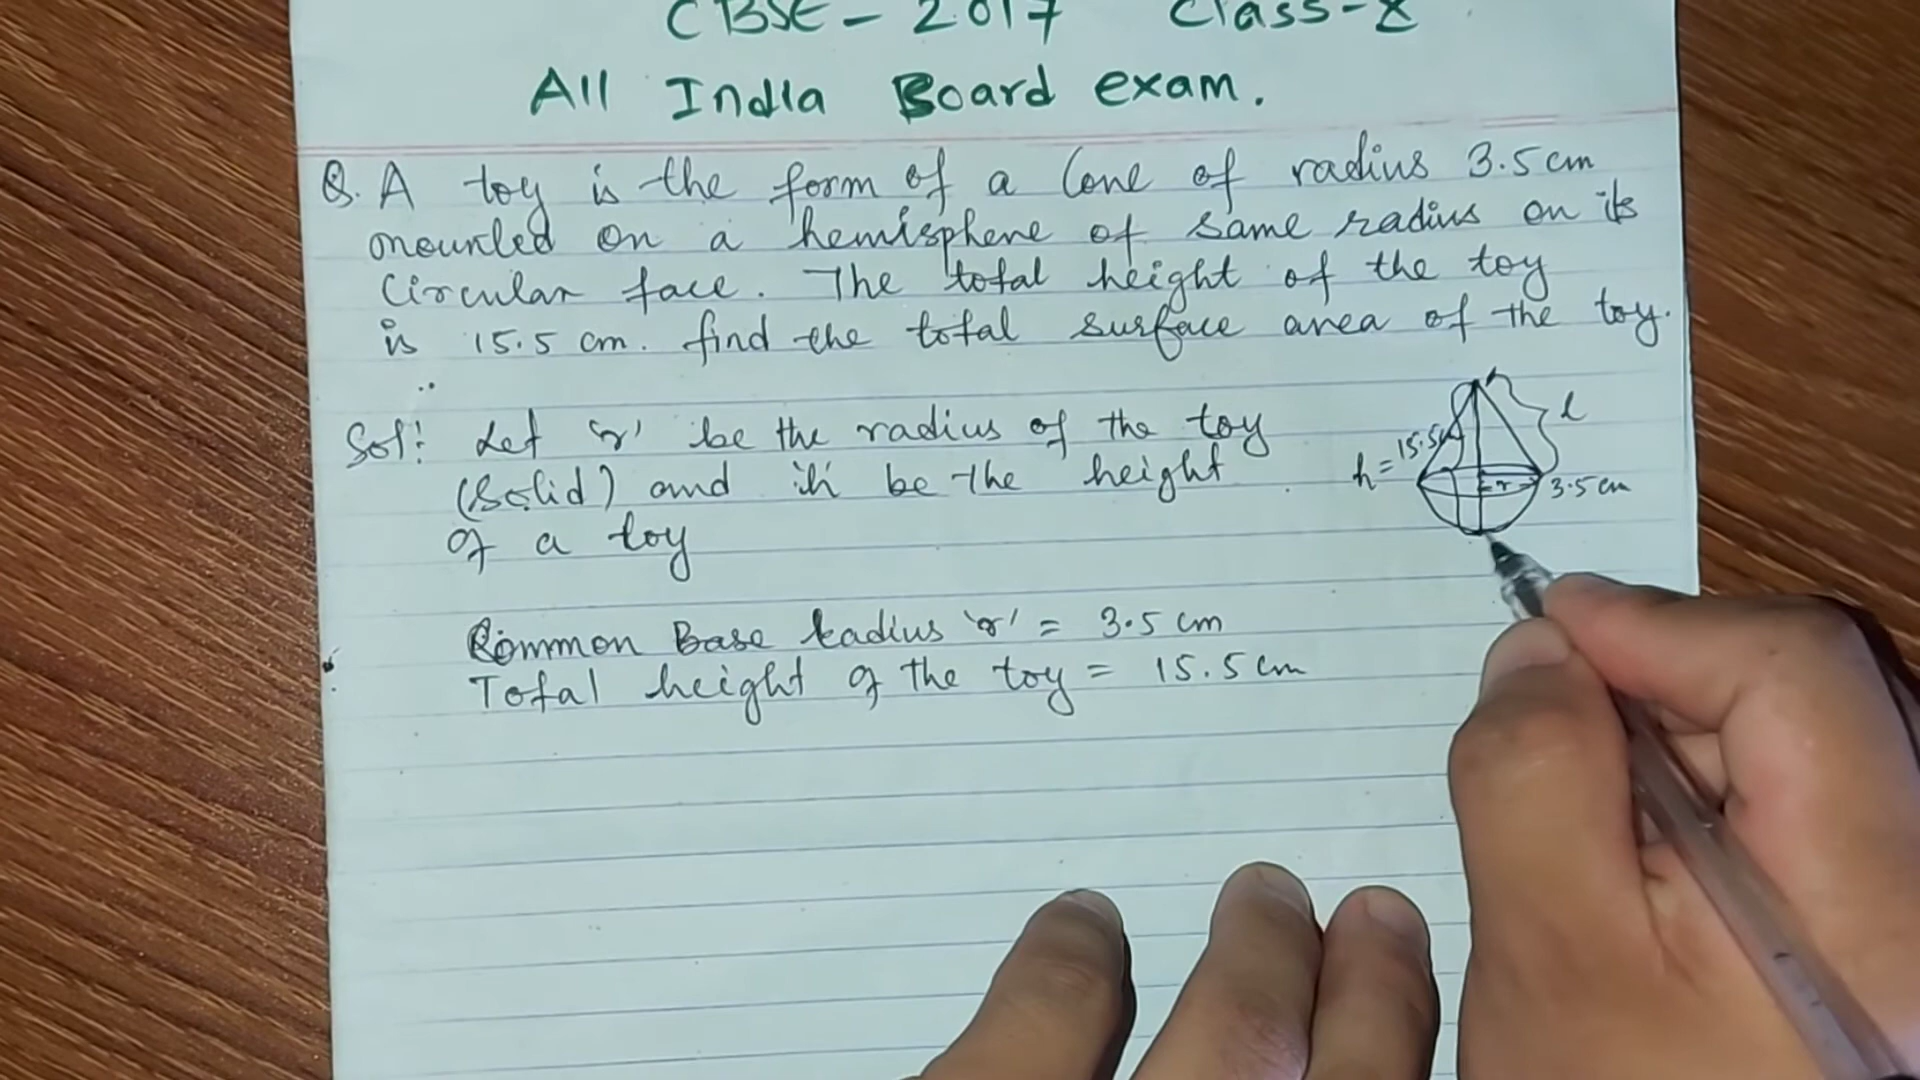 CBSE - 2017 Class-X
All India Board exam.
Q. A toy is the form of a Cone of radius 3.5 cm
mounted on a hemisphere of same radius on its
Circular face. The total height of the toy
is 15.5 cm. find the total surface area of the toy.
Sol: Let 'r' be the radius of the toy
(Solid) and 'h' be the height
of a toy
h = 15.5
l
r
3.5 cm
Common Base radius 'r' = 3.5 cm
Total height of the toy = 15.5 cm